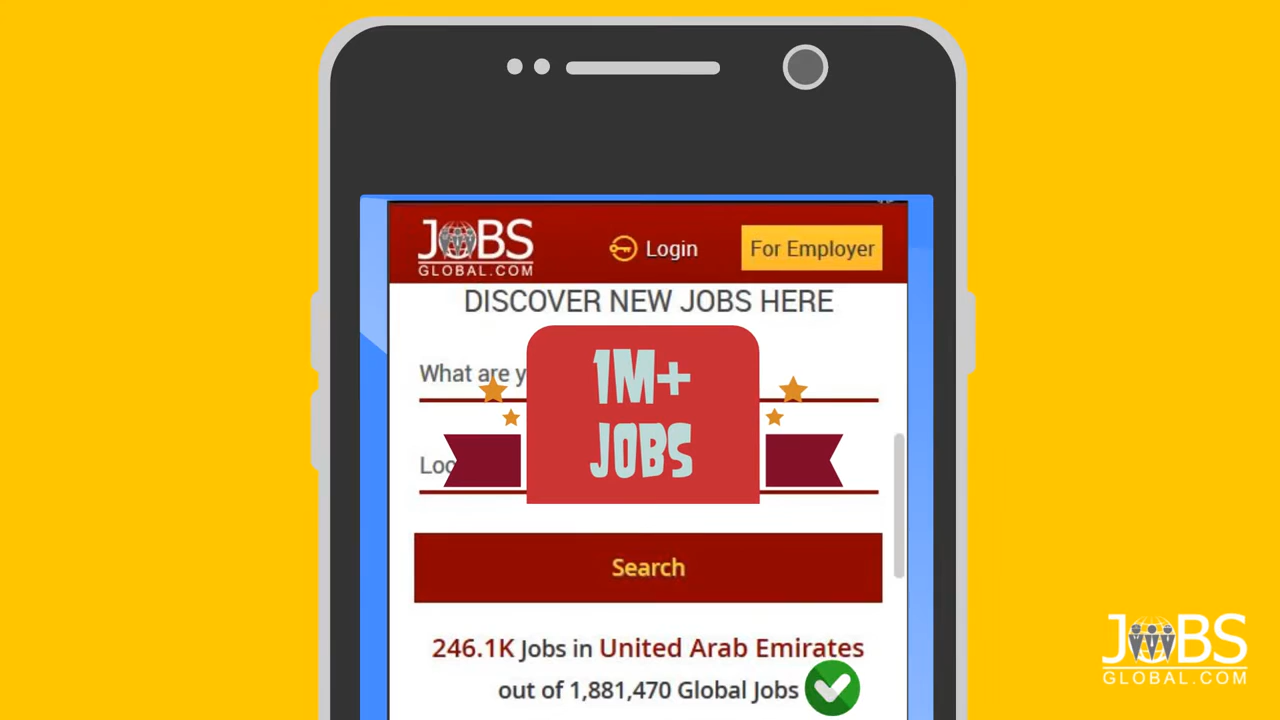 JOBS
GLOBAL.COM
Login
For Employer
DISCOVER NEW JOBS HERE
What are
1M+
JOBS
Search
246.1K Jobs in United Arab Emirates
out of 1,881,470 Global Jobs
JOBS
GLOBAL.COM